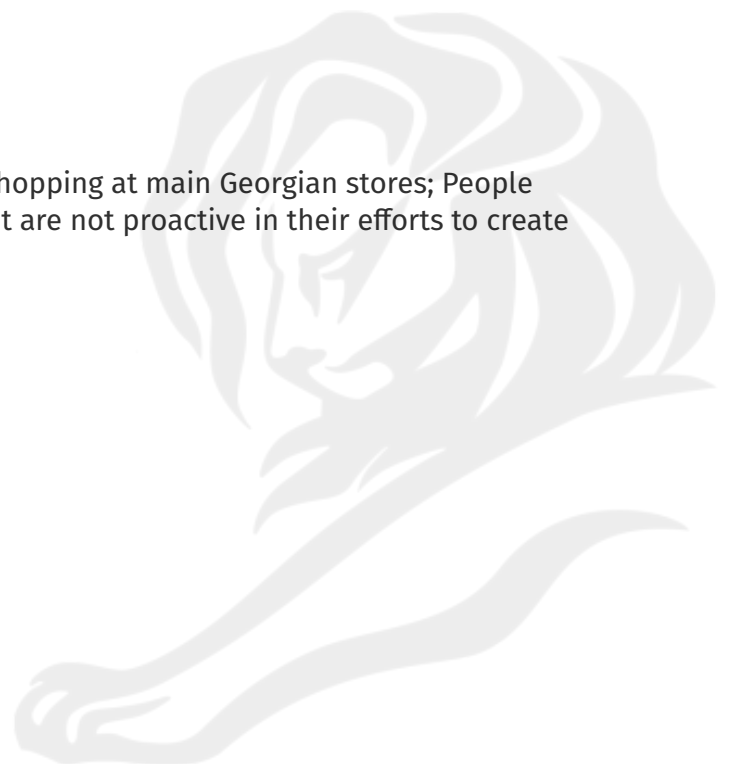 hopping at main Georgian stores; People
t are not proactive in their efforts to create